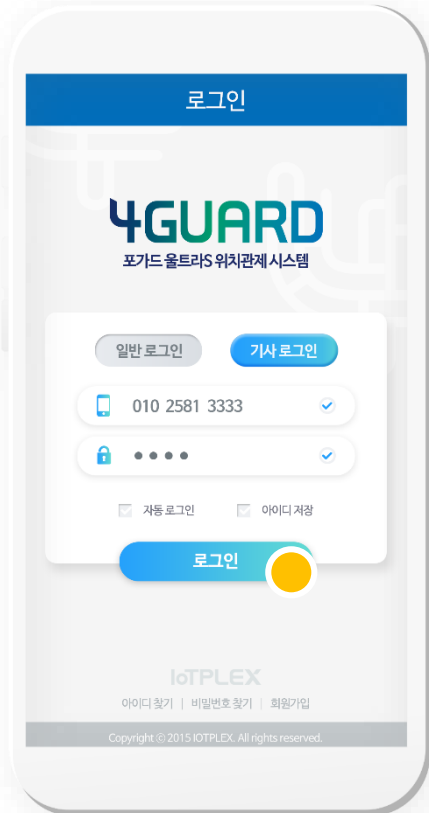 로그인
4GUARD
포가드 울트라S 위치관제 시스템
일반 로그인 기사 로그인
010 2581 3333
자동 로그인 아이디 저장
로그인
IoTPLEX
아이디 찾기 | 비밀번호 찾기 | 회원가입
Copyright © 2015 IOTPLEX. All rights reserved.